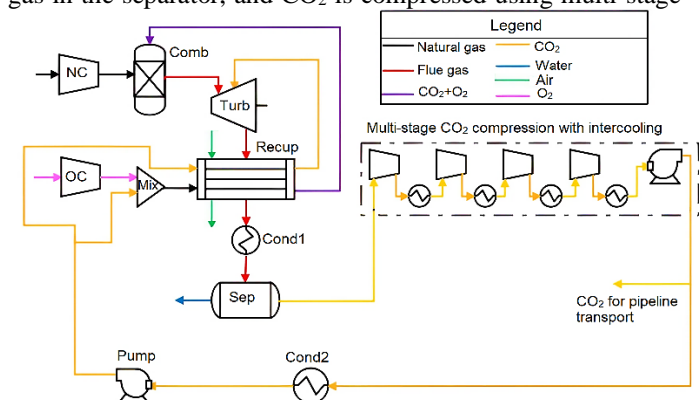 gas in the separator, and CO₂ is compressed using multi-stage
Legend
Natural gas
CO₂
Flue gas
Water
Air
CO₂+O₂
O₂
Comb
NC
Turb
Recup
Multi-stage CO₂ compression with intercooling
OC
Mix
Cond1
Sep
CO₂ for pipeline
transport
Pump
Cond2